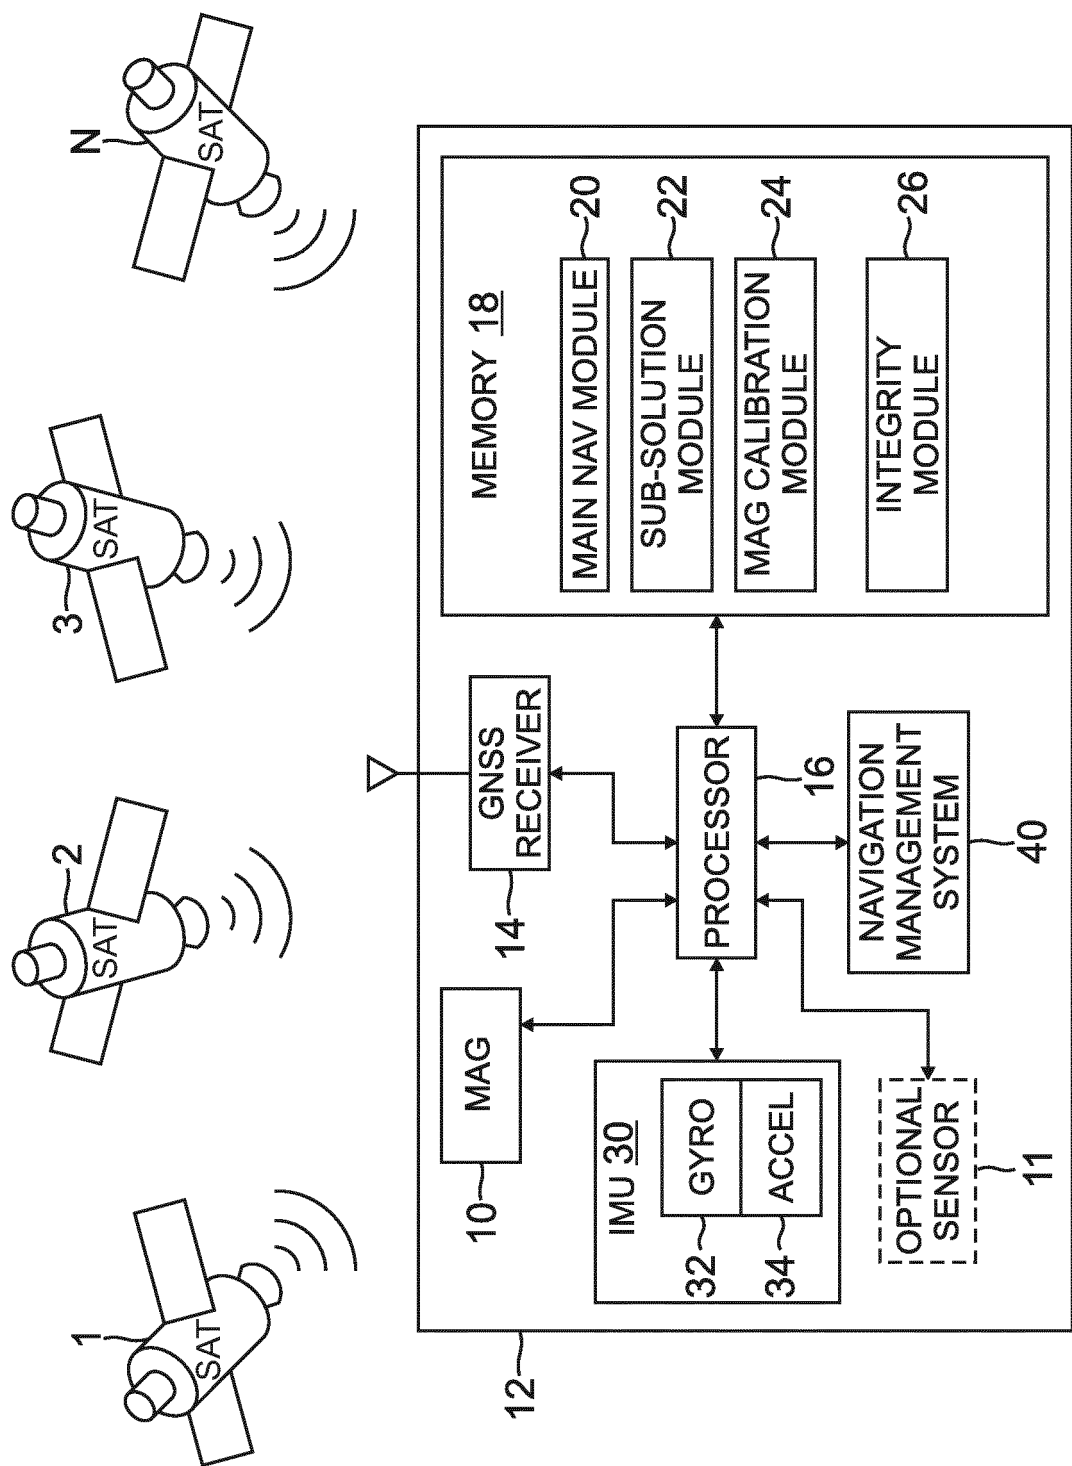 1
SAT
2
SAT
3
SAT
N
SAT
12
10
MAG
14
GNSS
RECEIVER
MEMORY 18
MAIN NAV MODULE
20
SUB-SOLUTION
MODULE
22
MAG CALIBRATION
MODULE
24
INTEGRITY
MODULE
26
IMU 30
GYRO
32
ACCEL
34
PROCESSOR
16
OPTIONAL
SENSOR
11
NAVIGATION
MANAGEMENT
SYSTEM
40